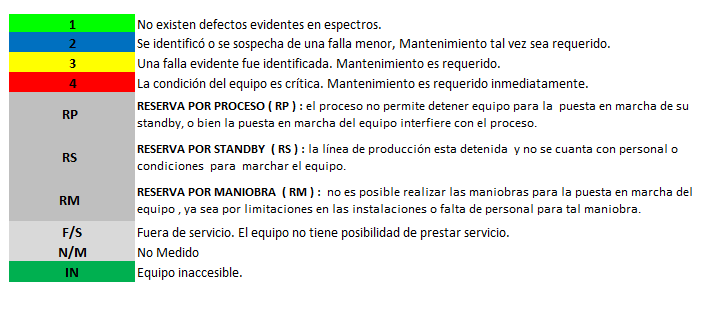 1 No existen defectos evidentes en espectros.
2 Se identificó o se sospecha de una falla menor, Mantenimiento tal vez sea requerido.
3 Una falla evidente fue identificada. Mantenimiento es requerido.
4 La condición del equipo es crítica. Mantenimiento es requerido inmediatamente.
RP RESERVA POR PROCESO ( RP ) : el proceso no permite detener equipo para la puesta en marcha de su
standby, o bien la puesta en marcha del equipo interfiere con el proceso.
RS RESERVA POR STANDBY ( RS ) : la línea de producción esta detenida y no se cuanta con personal o
condiciones para marchar el equipo.
RM RESERVA POR MANIOBRA ( RM ) : no es posible realizar las maniobras para la puesta en marcha del
equipo , ya sea por limitaciones en las instalaciones o falta de personal para tal maniobra.
F/S Fuera de servicio. El equipo no tiene posibilidad de prestar servicio.
N/M No Medido
IN Equipo inaccesible.